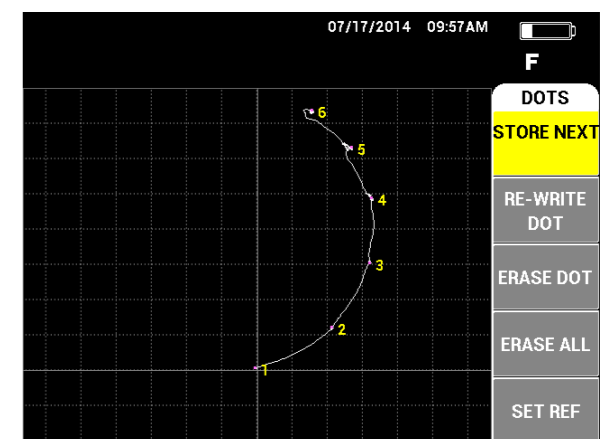 07/17/2014 09:57AM
F
DOTS
STORE NEXT
RE-WRITE
DOT
ERASE DOT
ERASE ALL
SET REF
6
5
4
3
2
1